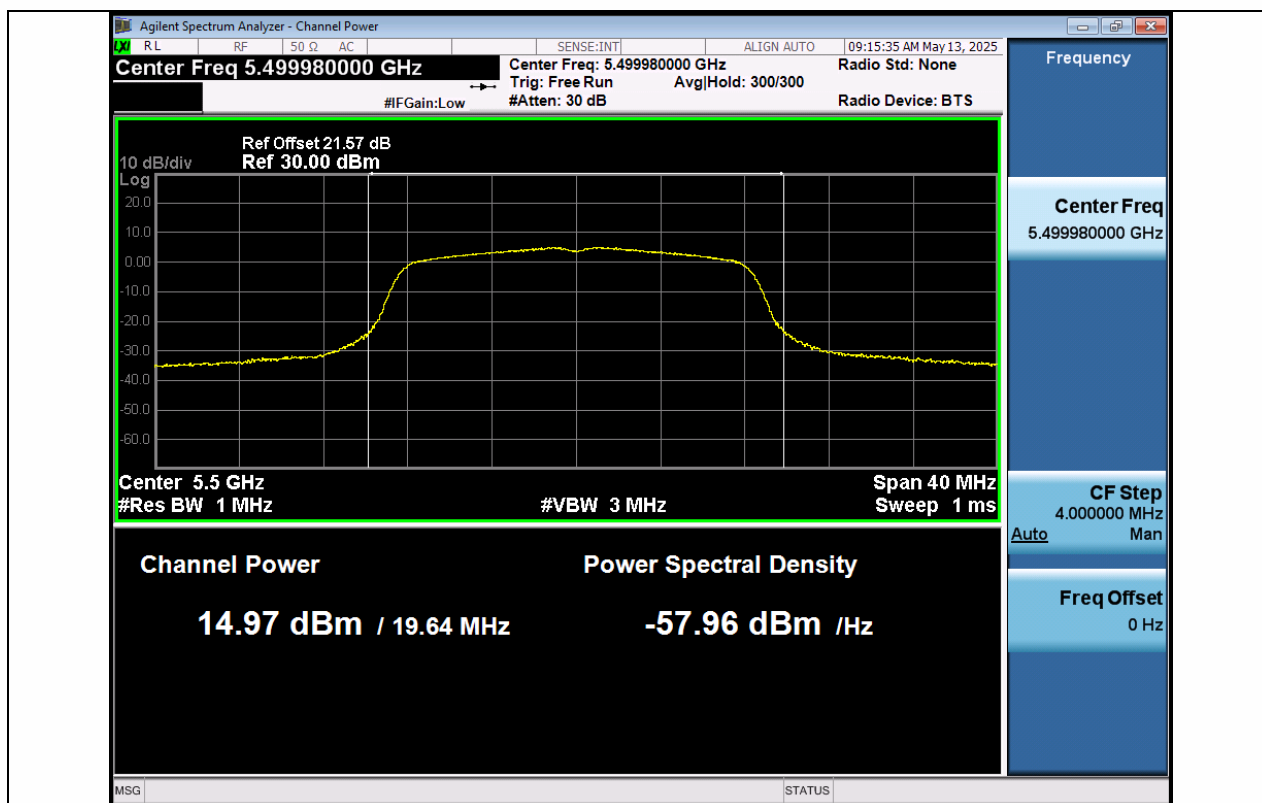 Agilent Spectrum Analyzer - Channel Power
LXI RL RF 50 Ω AC SENSE:INT ALIGN AUTO 09:15:35 AM May 13, 2025
Center Freq 5.499980000 GHz
#IFGain:Low
Center Freq: 5.499980000 GHz
Trig: Free Run Avg|Hold: 300/300
#Atten: 30 dB
Radio Std: None
Radio Device: BTS
Ref Offset 21.57 dB
10 dB/div Ref 30.00 dBm
Log
20.0
10.0
0.00
-10.0
-20.0
-30.0
-40.0
-50.0
-60.0
Center 5.5 GHz Span 40 MHz
#Res BW 1 MHz #VBW 3 MHz Sweep 1 ms
Channel Power Power Spectral Density
14.97 dBm / 19.64 MHz -57.96 dBm /Hz
MSG STATUS
Frequency
Center Freq
5.499980000 GHz
CF Step
4.000000 MHz
Auto Man
Freq Offset
0 Hz